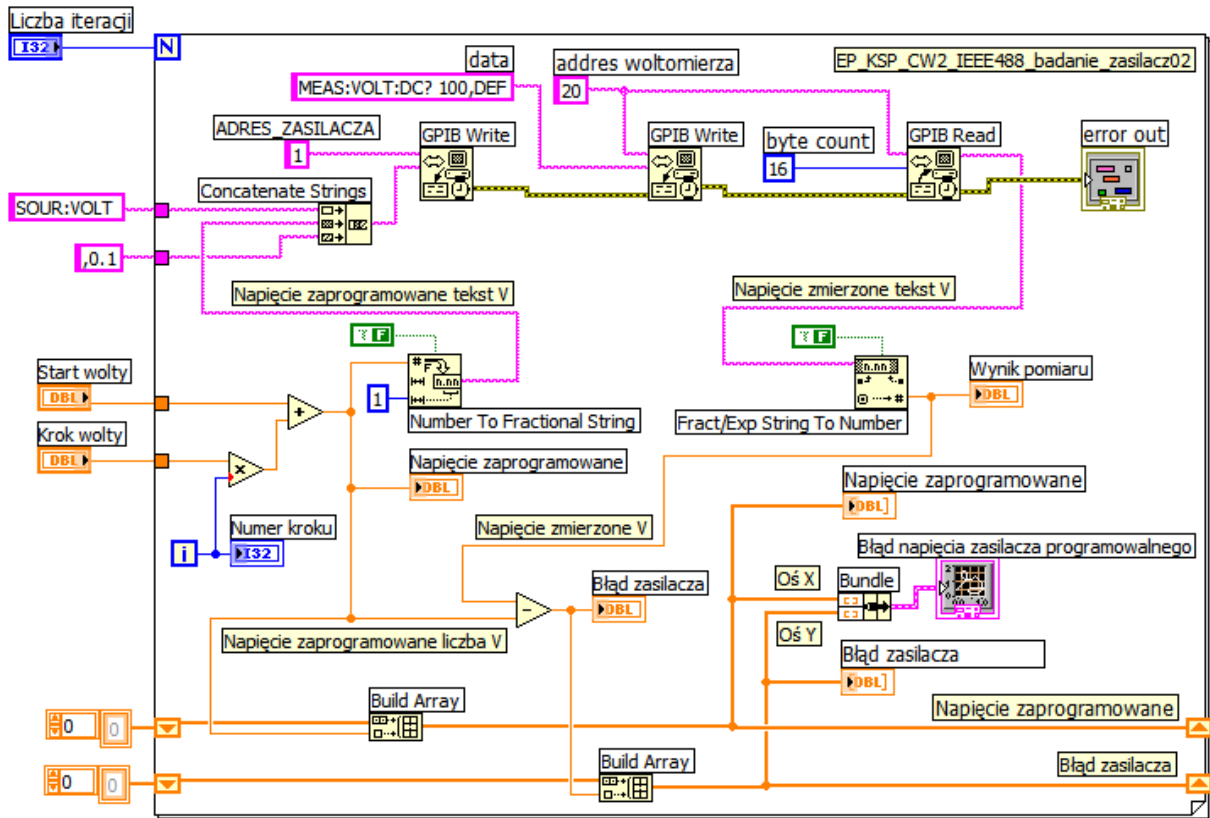 Liczba iteracji
I32
N
data
addres woltomierza
EP_KSP_CW2_IEEE488_badanie_zasilacz02
MEAS:VOLT:DC? 100,DEF
20
ADRES_ZASILACZA
GPIB Write
GPIB Write
byte count
GPIB Read
error out
1
16
Concatenate Strings
SOUR:VOLT
,0.1
Napięcie zaprogramowane tekst V
Napięcie zmierzone tekst V
F
F
Start wolty
DBL
Wynik pomiaru
DBL
1
Number To Fractional String
Fract/Exp String To Number
Krok wolty
DBL
Napięcie zaprogramowane
DBL
Napięcie zaprogramowane
DBL
Numer kroku
i
I32
Napięcie zmierzone V
Błąd napięcia zasilacza programowalnego
Błąd zasilacza
DBL
Oś X
Bundle
Oś Y
Napięcie zaprogramowane liczba V
Błąd zasilacza
DBL
Build Array
Napięcie zaprogramowane
0
0
Build Array
Błąd zasilacza
0
0